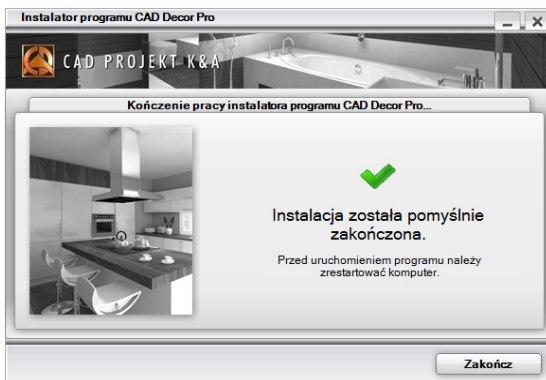 Instalator programu CAD Decor Pro
CAD PROJEKT K&A
Kończenie pracy instalatora programu CAD Decor Pro...
Instalacja została pomyślnie
zakończona.
Przed uruchomieniem programu należy
zrestartować komputer.
Zakończ